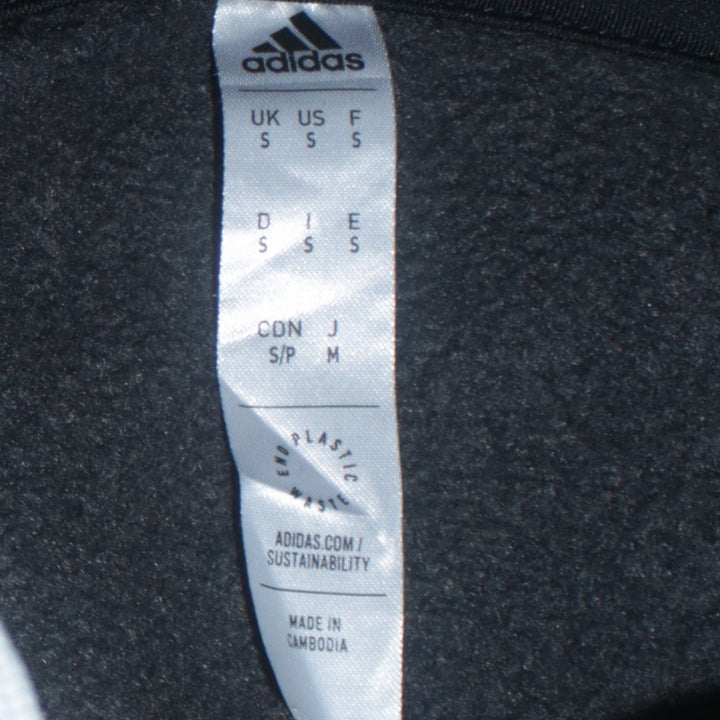 adidas
UK US F
S S S
D I E
S S S
CDN J
S/P M
END PLASTIC WASTE
ADIDAS.COM/
SUSTAINABILITY
MADE IN
CAMBODIA